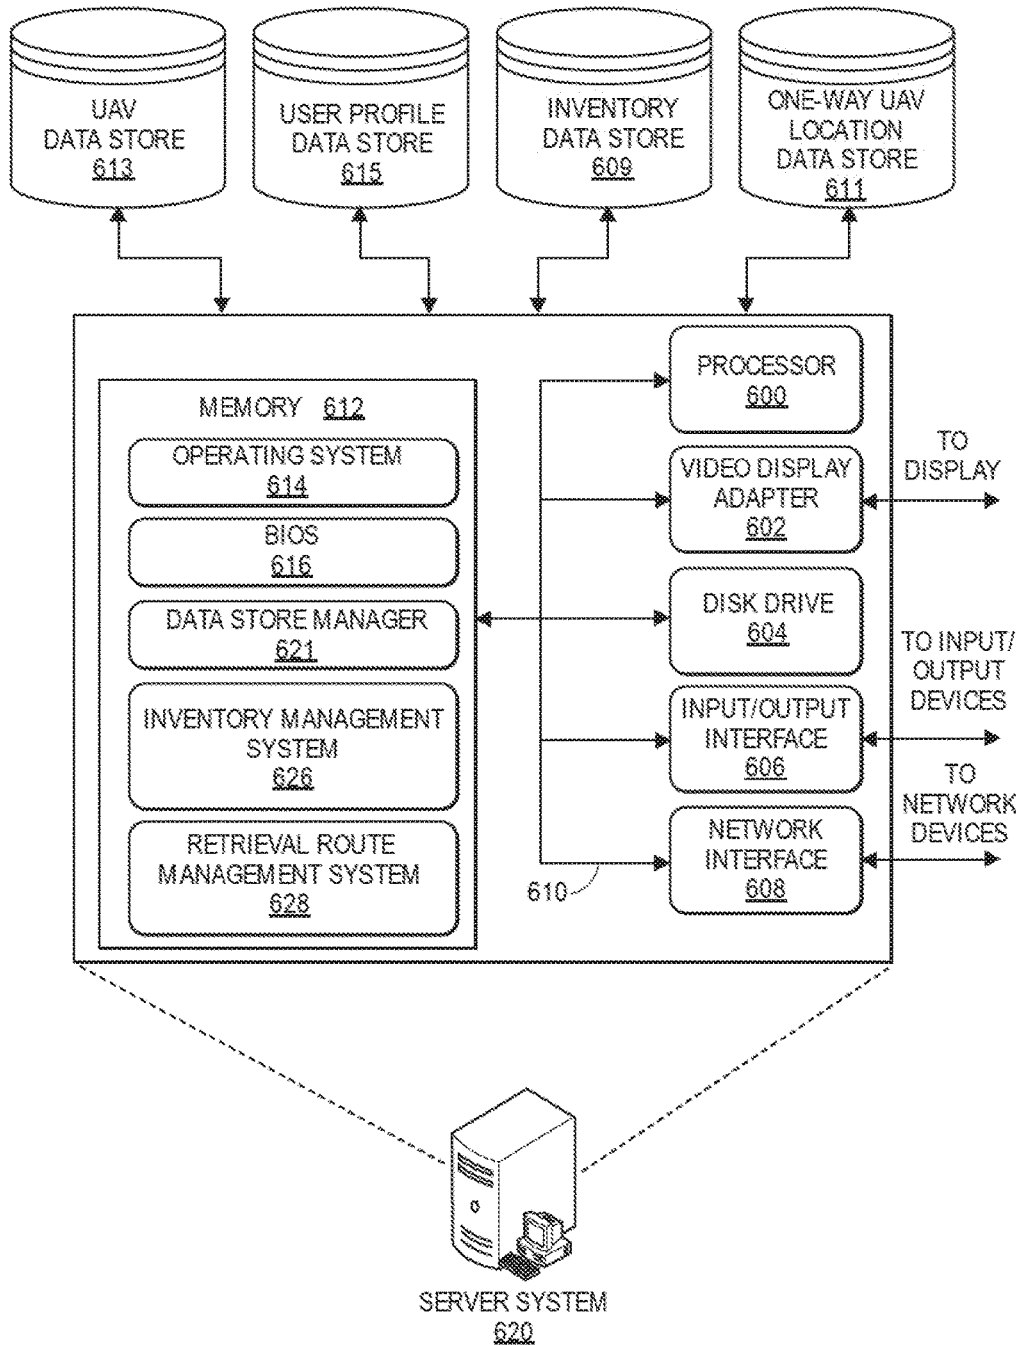 UAV
DATA STORE
613
USER PROFILE
DATA STORE
615
INVENTORY
DATA STORE
609
ONE-WAY UAV
LOCATION
DATA STORE
611
MEMORY 612
OPERATING SYSTEM
614
BIOS
616
DATA STORE MANAGER
621
INVENTORY MANAGEMENT
SYSTEM
626
RETRIEVAL ROUTE
MANAGEMENT SYSTEM
628
PROCESSOR
600
VIDEO DISPLAY
ADAPTER
602
DISK DRIVE
604
INPUT/OUTPUT
INTERFACE
606
NETWORK
INTERFACE
608
610
TO
DISPLAY
TO INPUT/
OUTPUT
DEVICES
TO
NETWORK
DEVICES
SERVER SYSTEM
620